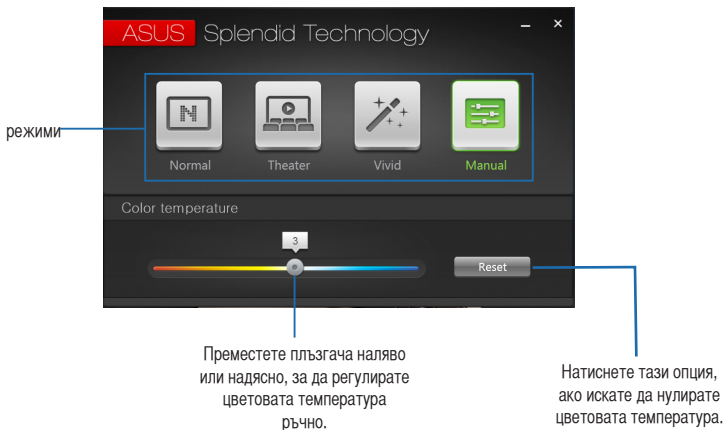 ASUS Splendid Technology
режими
Normal Theater Vivid Manual
Color temperature
3
Reset
Преместете плъзгача наляво
или надясно, за да регулирате
цветовата температура
ръчно.
Натиснете тази опция,
ако искате да нулирате
цветовата температура.